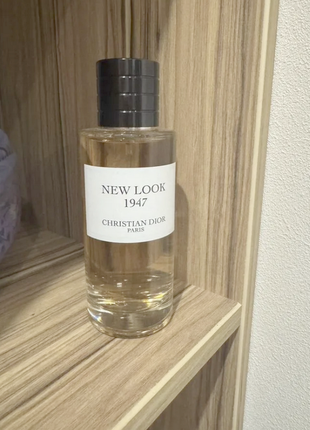 NEW LOOK
1947
CHRISTIAN DIOR
PARIS